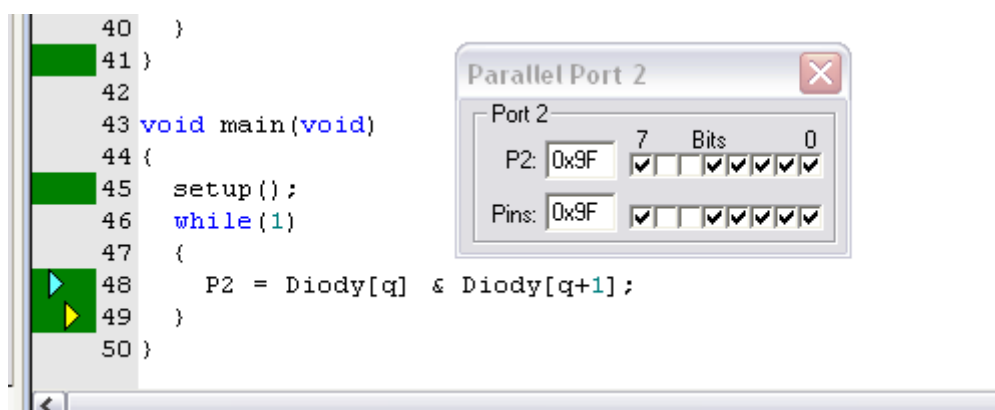 40 }
41 }
42
43 void main(void)
44 {
45 setup();
46 while(1)
47 {
48 P2 = Diody[q] & Diody[q+1];
49 }
50 }
Parallel Port 2
Port 2
7 Bits 0
P2: 0x9F
Pins: 0x9F